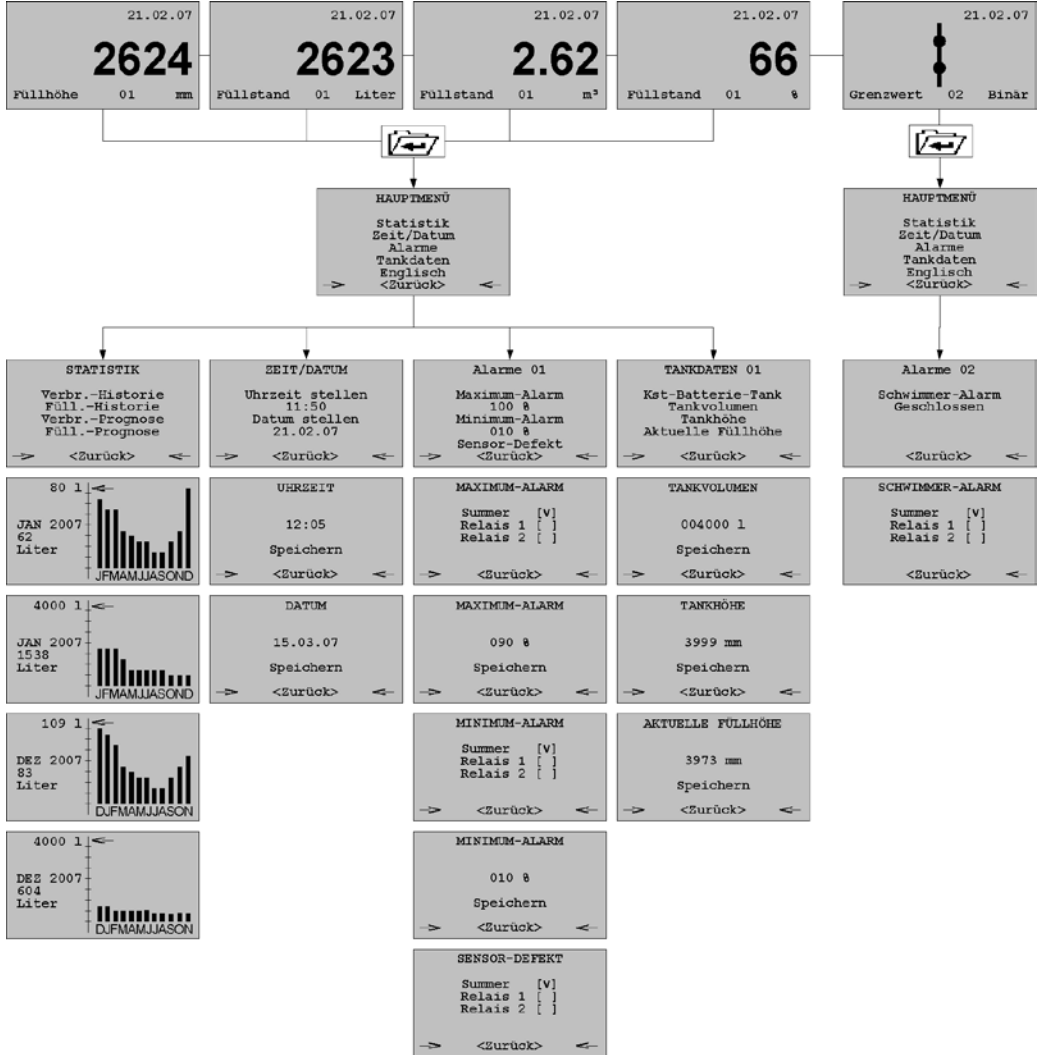 21.02.07
2624
Füllhöhe 01 mm
21.02.07
2623
Füllstand 01 Liter
21.02.07
2.62
Füllstand 01 m³
21.02.07
66
Füllstand 01 %
21.02.07
Grenzwert 02 Binär
HAUPTMENÜ
Statistik
Zeit/Datum
Alarme
Tankdaten
Englisch
<Zurück>
HAUPTMENÜ
Statistik
Zeit/Datum
Alarme
Tankdaten
Englisch
<Zurück>
STATISTIK
Verbr.-Historie
Füll.-Historie
Verbr.-Prognose
Füll.-Prognose
<Zurück>
ZEIT/DATUM
Uhrzeit stellen
11:50
Datum stellen
21.02.07
<Zurück>
Alarme 01
Maximum-Alarm
100 %
Minimum-Alarm
010 %
Sensor-Defekt
<Zurück>
TANKDATEN 01
Kst-Batterie-Tank
Tankvolumen
Tankhöhe
Aktuelle Füllhöhe
<Zurück>
Alarme 02
Schwimmer-Alarm
Geschlossen
<Zurück>
80 l
JAN 2007
62
Liter
JFMAMJJASOND
UHRZEIT
12:05
Speichern
<Zurück>
MAXIMUM-ALARM
Summer [v]
Relais 1 [ ]
Relais 2 [ ]
<Zurück>
TANKVOLUMEN
004000 l
Speichern
<Zurück>
SCHWIMMER-ALARM
Summer [v]
Relais 1 [ ]
Relais 2 [ ]
<Zurück>
4000 l
JAN 2007
1538
Liter
JFMAMJJASOND
DATUM
15.03.07
Speichern
<Zurück>
MAXIMUM-ALARM
090 %
Speichern
<Zurück>
TANKHÖHE
3999 mm
Speichern
<Zurück>
109 l
DEZ 2007
83
Liter
DJFMAMJJASON
MINIMUM-ALARM
Summer [v]
Relais 1 [ ]
Relais 2 [ ]
<Zurück>
AKTUELLE FÜLLHÖHE
3973 mm
Speichern
<Zurück>
4000 l
DEZ 2007
604
Liter
DJFMAMJJASON
MINIMUM-ALARM
010 %
Speichern
<Zurück>
SENSOR-DEFEKT
Summer [v]
Relais 1 [ ]
Relais 2 [ ]
<Zurück>